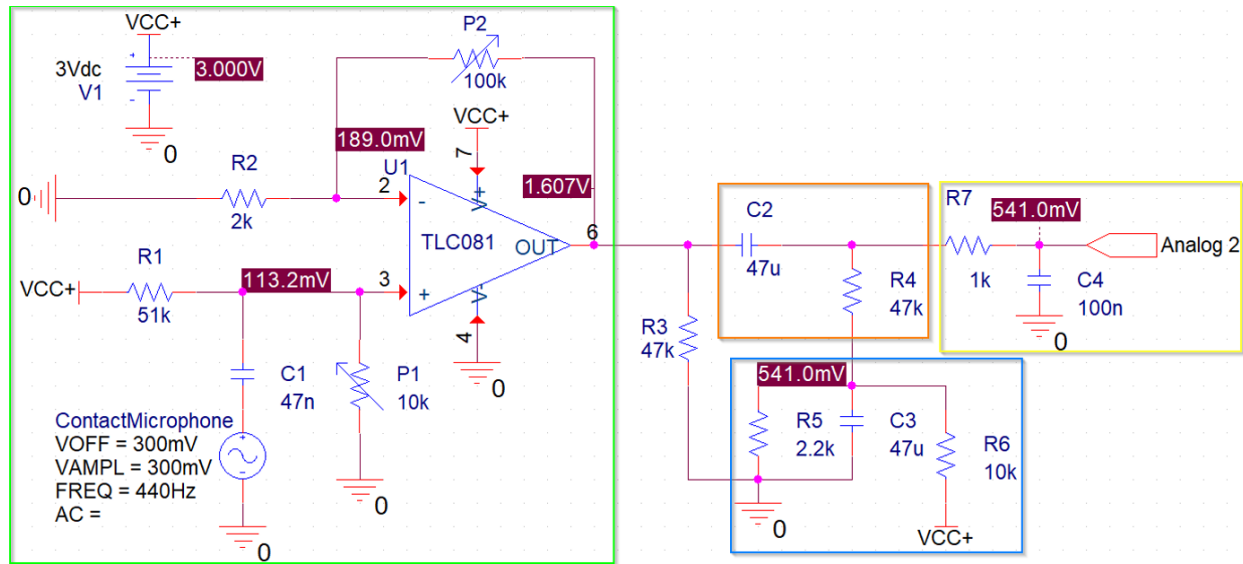 VCC+
3Vdc
V1
3.000V
0
P2
100k
VCC+
7
189.0mV
U1
R2
2
-
V+
1.607V
0
2k
TLC081
OUT
6
R1
113.2mV
3
+
V-
VCC+
51k
4
0
C1
47n
P1
10k
ContactMicrophone
VOFF = 300mV
VAMPL = 300mV
FREQ = 440Hz
AC =
0
0
C2
47u
R4
47k
R3
47k
R7
541.0mV
Analog 2
1k
C4
100n
0
541.0mV
R5
2.2k
C3
47u
R6
10k
0
VCC+